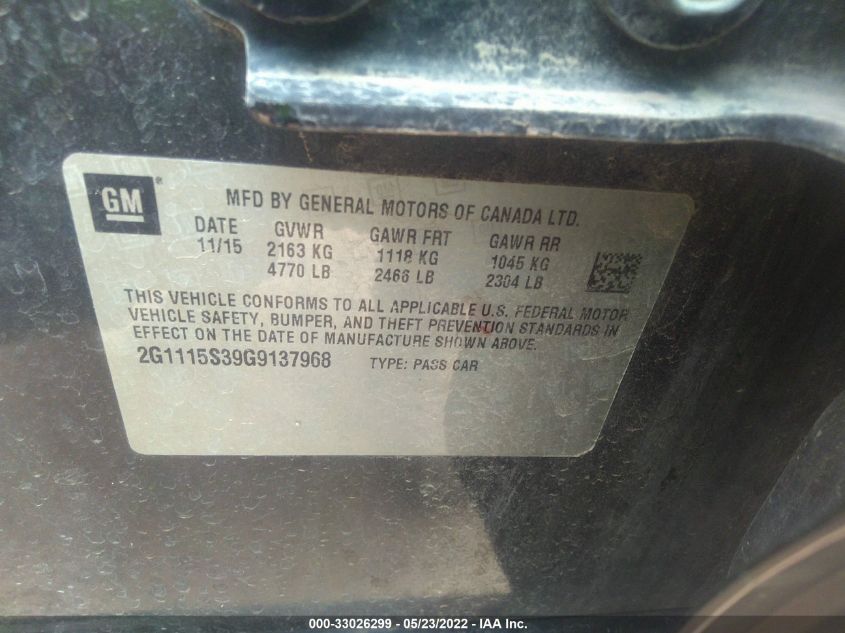 GM
MFD BY GENERAL MOTORS OF CANADA LTD.
DATE GVWR GAWR FRT GAWR RR
11/15 2163 KG 1118 KG 1045 KG
4770 LB 2466 LB 2304 LB
THIS VEHICLE CONFORMS TO ALL APPLICABLE U.S. FEDERAL MOTOR
VEHICLE SAFETY, BUMPER, AND THEFT PREVENTION STANDARDS IN
EFFECT ON THE DATE OF MANUFACTURE SHOWN ABOVE.
2G1115S39G9137968 TYPE: PASS CAR
000-33026299 - 05/23/2022 - IAA Inc.